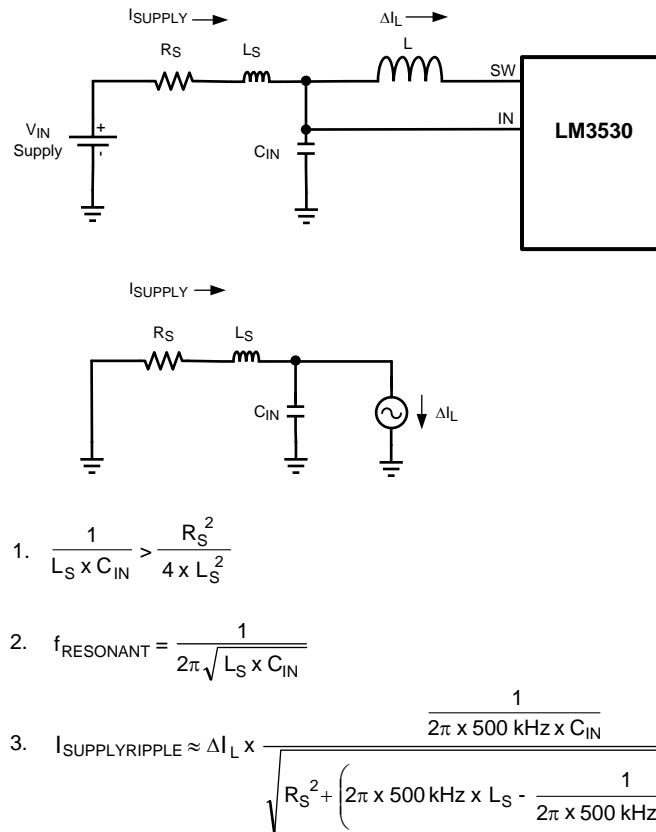 ISUPPLY
ΔIL
RS
LS
L
SW
IN
LM3530
VIN
Supply
+
-
CIN
ISUPPLY
RS
LS
CIN
ΔIL
1. 1 / (LS x CIN) > RS² / (4 x LS²)
2. fRESONANT = 1 / (2π√(LS x CIN))
3. ISUPPLYRIPPLE ≈ ΔIL x (1 / (2π x 500 kHz x CIN)) / √(RS² + (2π x 500 kHz x LS - 1 / (2π x 500 kHz